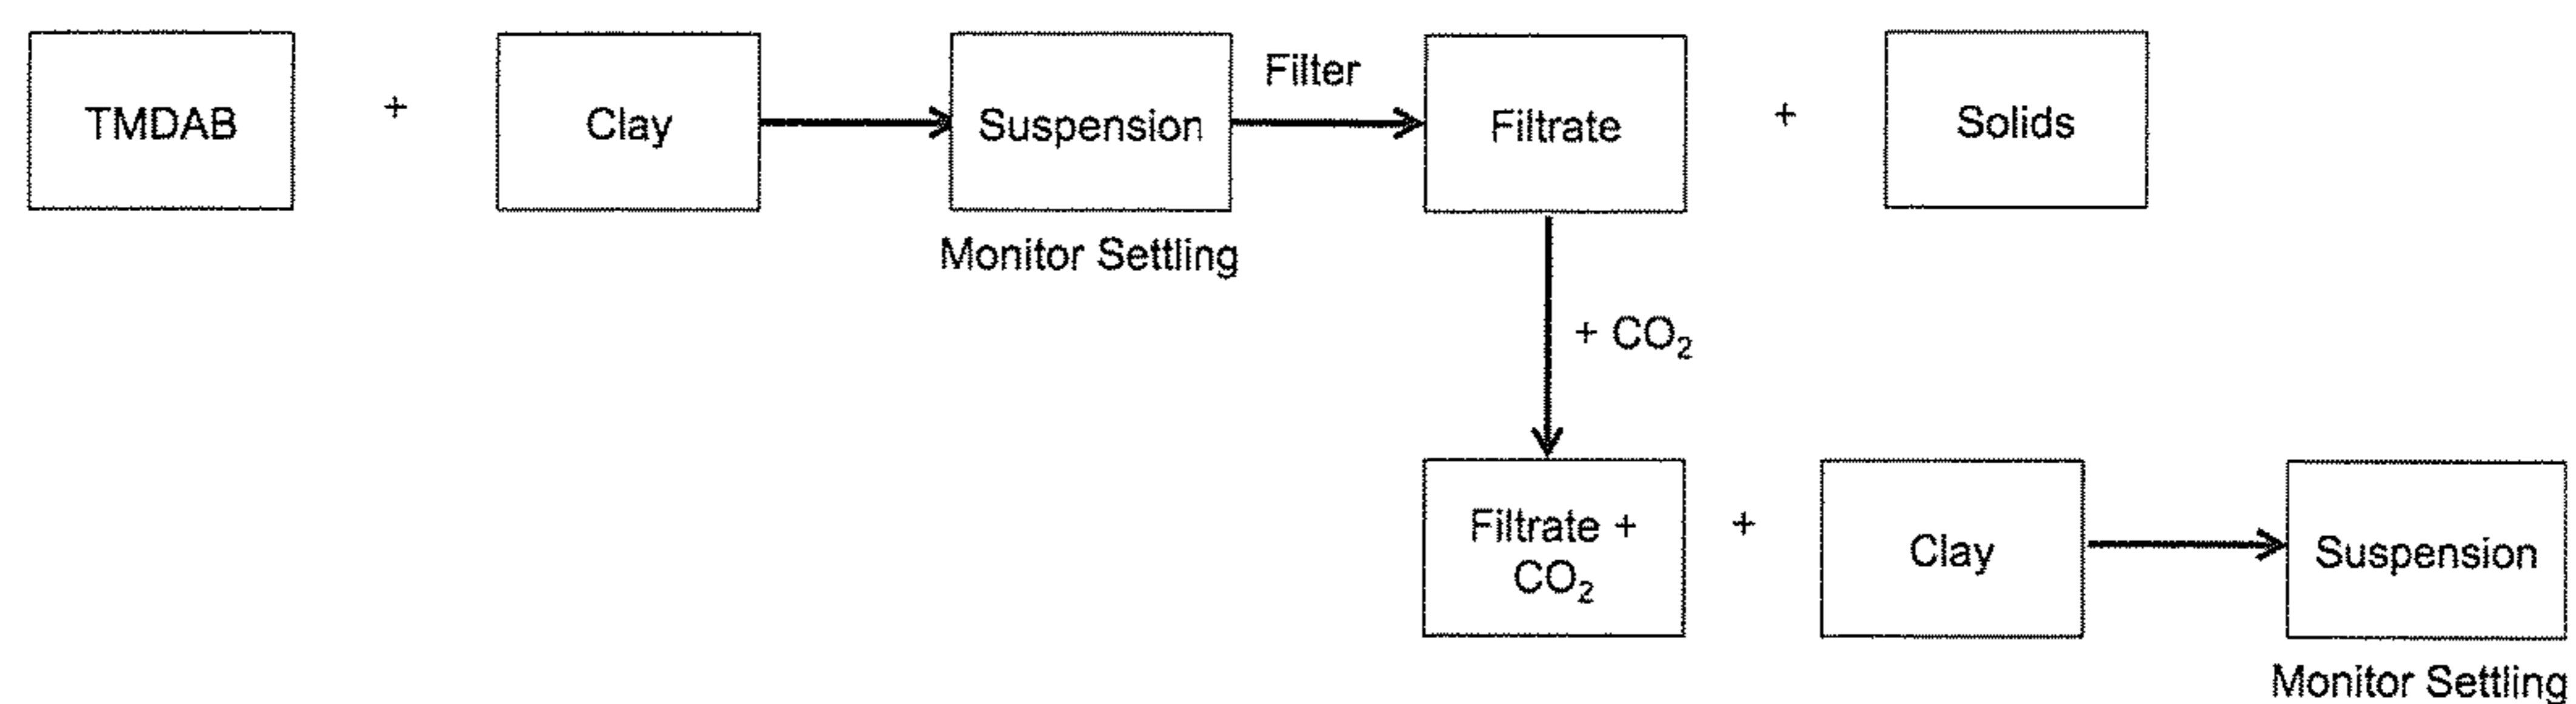 TMDAB
+
Clay
Suspension
Filter
Filtrate
+
Solids
Monitor Settling
+ CO₂
Filtrate +
CO₂
+
Clay
Suspension
Monitor Settling